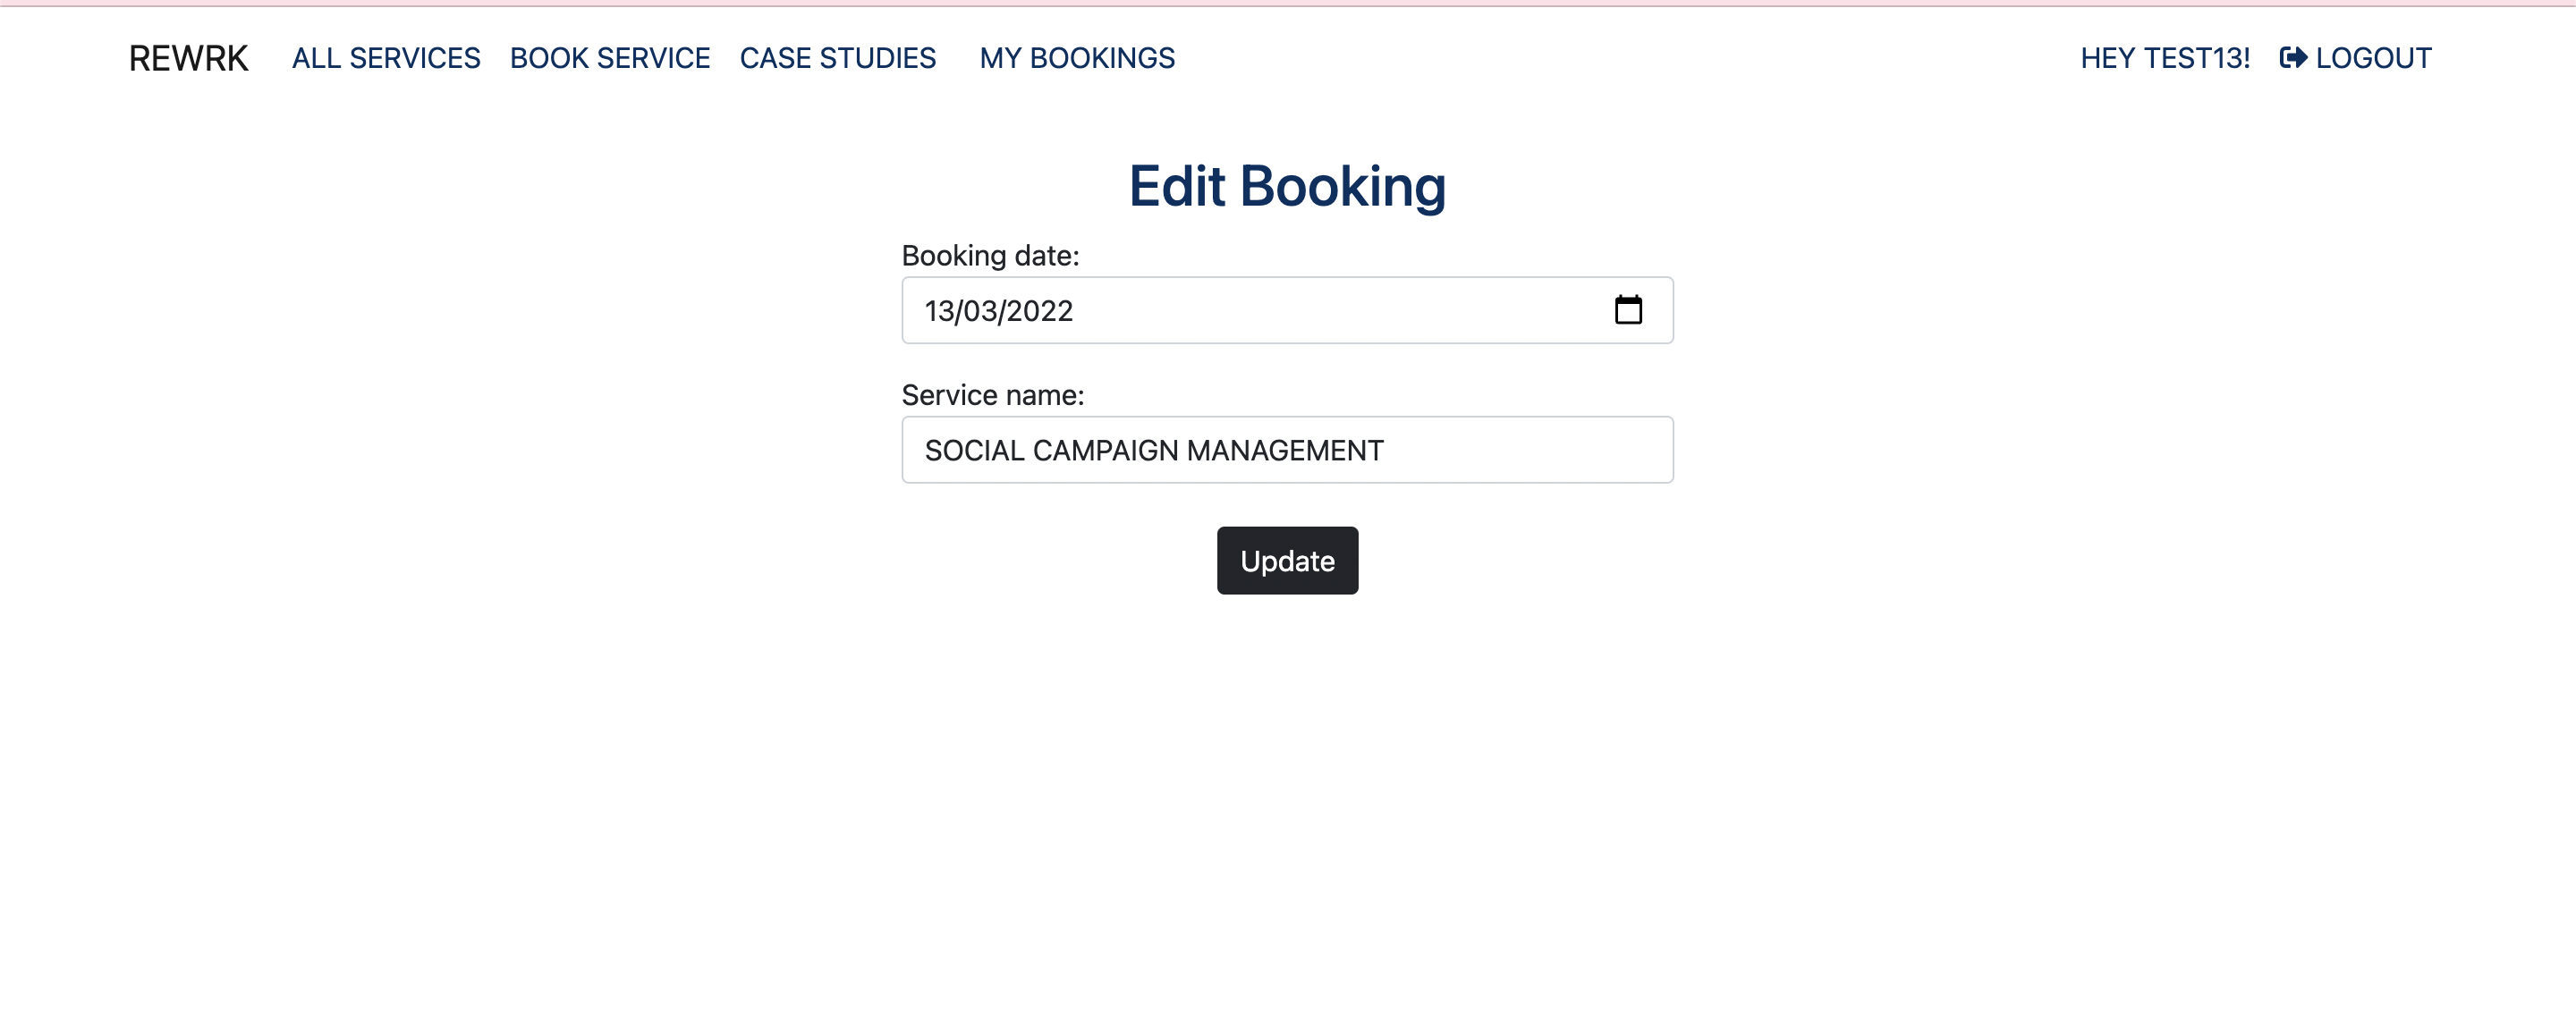 REWRK ALL SERVICES BOOK SERVICE CASE STUDIES MY BOOKINGS HEY TEST13! LOGOUT
Edit Booking
Booking date:
13/03/2022
Service name:
SOCIAL CAMPAIGN MANAGEMENT
Update